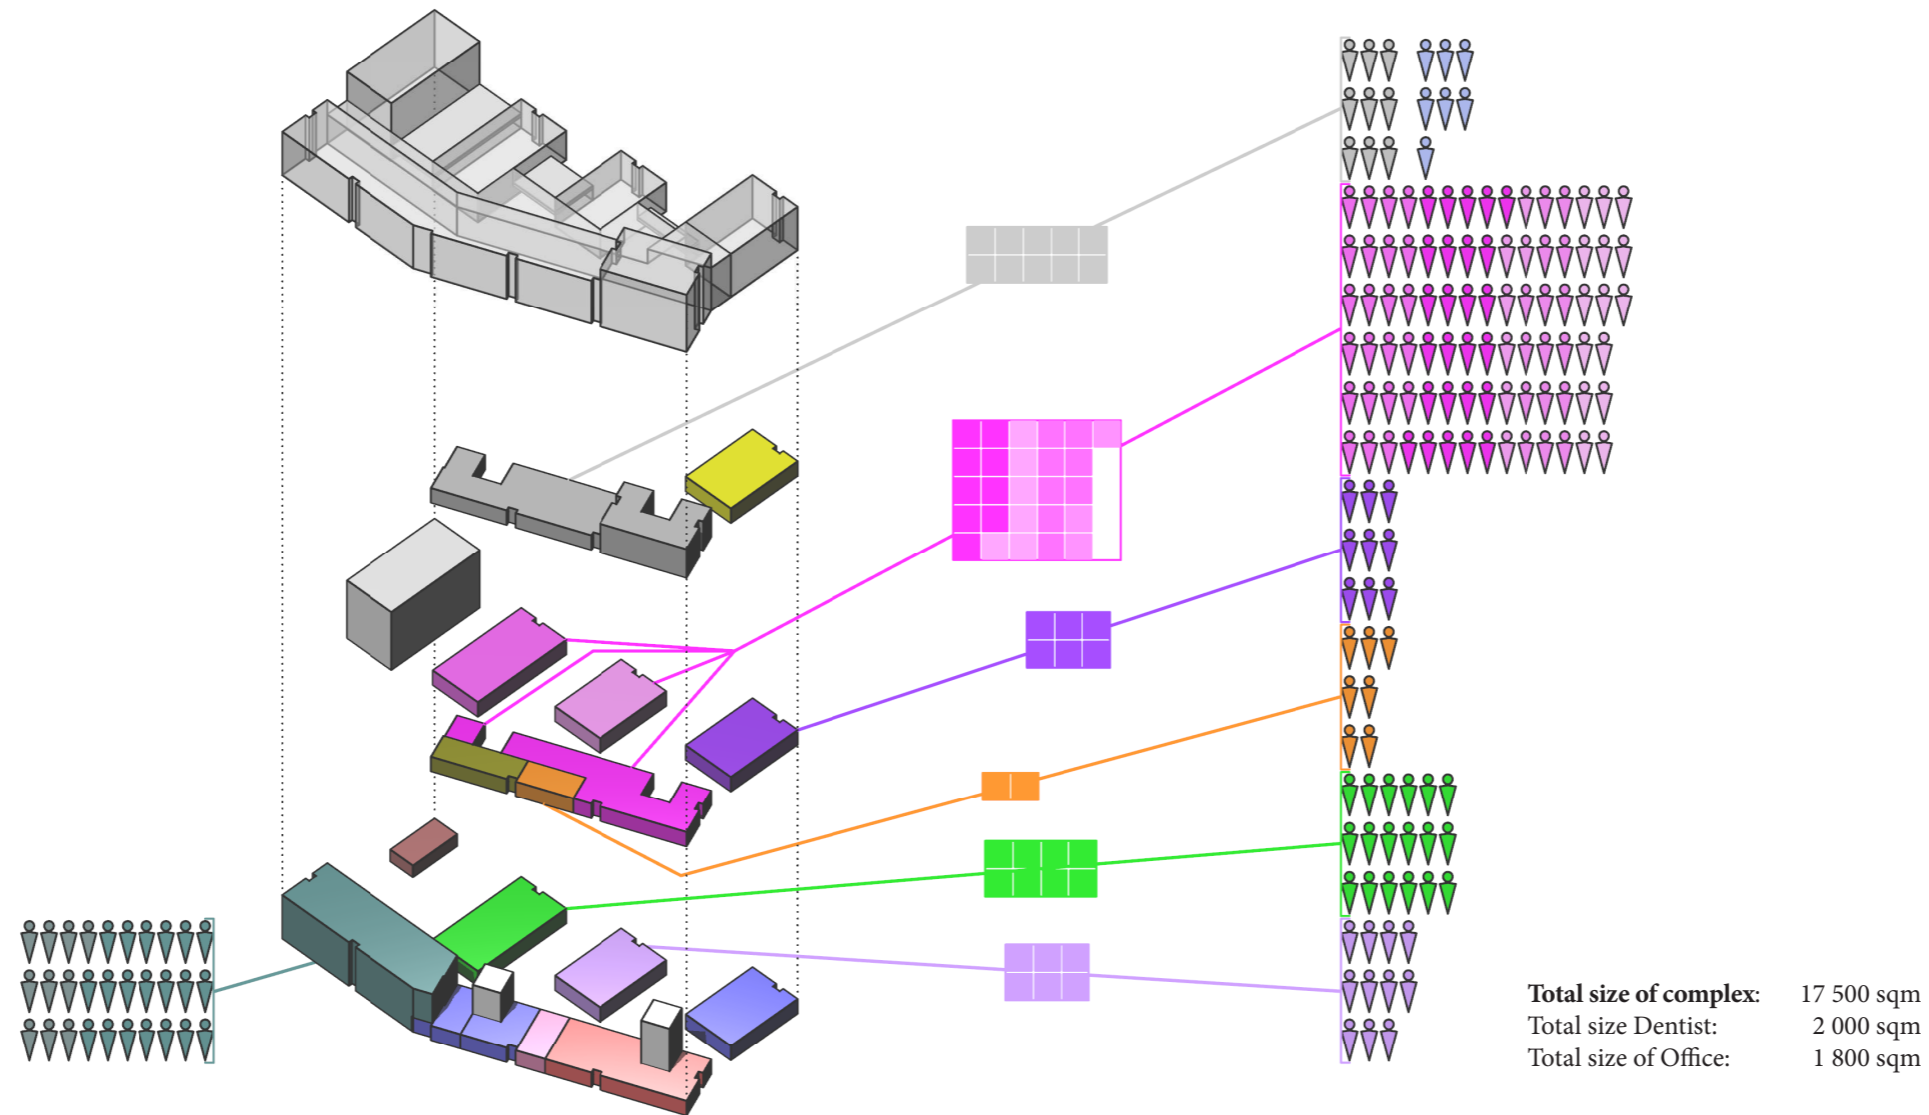 Total size of complex: 17 500 sqm
Total size Dentist: 2 000 sqm
Total size of Office: 1 800 sqm